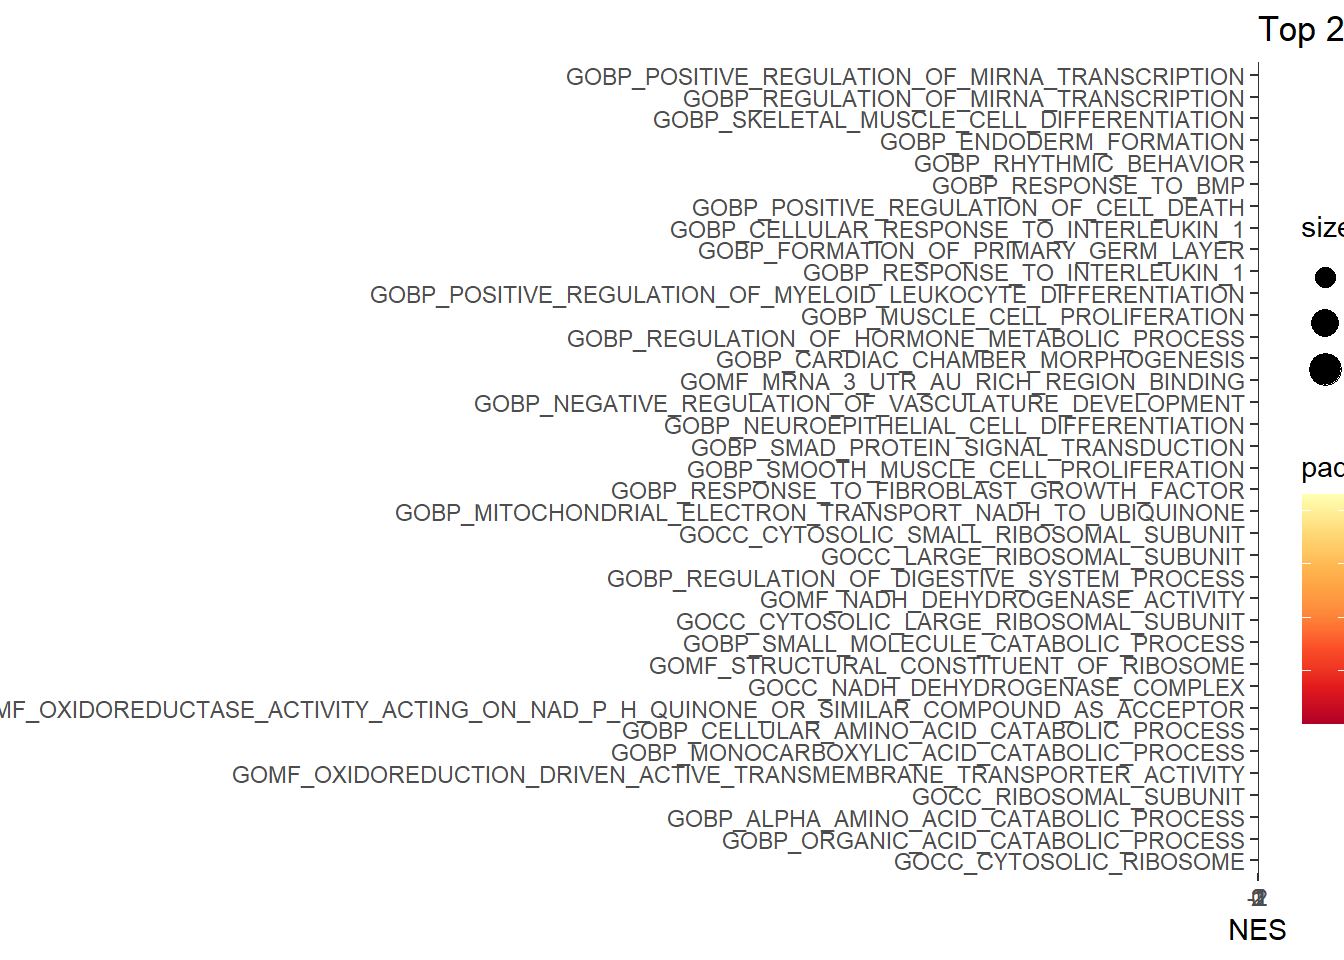 Top 2
GOBP_POSITIVE_REGULATION_OF_MIRNA_TRANSCRIPTION
GOBP_REGULATION_OF_MIRNA_TRANSCRIPTION
GOBP_SKELETAL_MUSCLE_CELL_DIFFERENTIATION
GOBP_ENDODERM_FORMATION
GOBP_RHYTHMIC_BEHAVIOR
GOBP_RESPONSE_TO_BMP
GOBP_POSITIVE_REGULATION_OF_CELL_DEATH
GOBP_CELLULAR_RESPONSE_TO_INTERLEUKIN_1
GOBP_FORMATION_OF_PRIMARY_GERM_LAYER
GOBP_RESPONSE_TO_INTERLEUKIN_1
GOBP_POSITIVE_REGULATION_OF_MYELOID_LEUKOCYTE_DIFFERENTIATION
GOBP_MUSCLE_CELL_PROLIFERATION
GOBP_REGULATION_OF_HORMONE_METABOLIC_PROCESS
GOBP_CARDIAC_CHAMBER_MORPHOGENESIS
GOMF_MRNA_3_UTR_AU_RICH_REGION_BINDING
GOBP_NEGATIVE_REGULATION_OF_VASCULATURE_DEVELOPMENT
GOBP_NEUROEPITHELIAL_CELL_DIFFERENTIATION
GOBP_SMAD_PROTEIN_SIGNAL_TRANSDUCTION
GOBP_SMOOTH_MUSCLE_CELL_PROLIFERATION
GOBP_RESPONSE_TO_FIBROBLAST_GROWTH_FACTOR
GOBP_MITOCHONDRIAL_ELECTRON_TRANSPORT_NADH_TO_UBIQUINONE
GOCC_CYTOSOLIC_SMALL_RIBOSOMAL_SUBUNIT
GOCC_LARGE_RIBOSOMAL_SUBUNIT
GOBP_REGULATION_OF_DIGESTIVE_SYSTEM_PROCESS
GOMF_NADH_DEHYDROGENASE_ACTIVITY
GOCC_CYTOSOLIC_LARGE_RIBOSOMAL_SUBUNIT
GOBP_SMALL_MOLECULE_CATABOLIC_PROCESS
GOMF_STRUCTURAL_CONSTITUENT_OF_RIBOSOME
GOCC_NADH_DEHYDROGENASE_COMPLEX
MF_OXIDOREDUCTASE_ACTIVITY_ACTING_ON_NAD_P_H_QUINONE_OR_SIMILAR_COMPOUND_AS_ACCEPTOR
GOBP_CELLULAR_AMINO_ACID_CATABOLIC_PROCESS
GOBP_MONOCARBOXYLIC_ACID_CATABOLIC_PROCESS
GOMF_OXIDOREDUCTION_DRIVEN_ACTIVE_TRANSMEMBRANE_TRANSPORTER_ACTIVITY
GOCC_RIBOSOMAL_SUBUNIT
GOBP_ALPHA_AMINO_ACID_CATABOLIC_PROCESS
GOBP_ORGANIC_ACID_CATABOLIC_PROCESS
GOCC_CYTOSOLIC_RIBOSOME
NES
size
pad